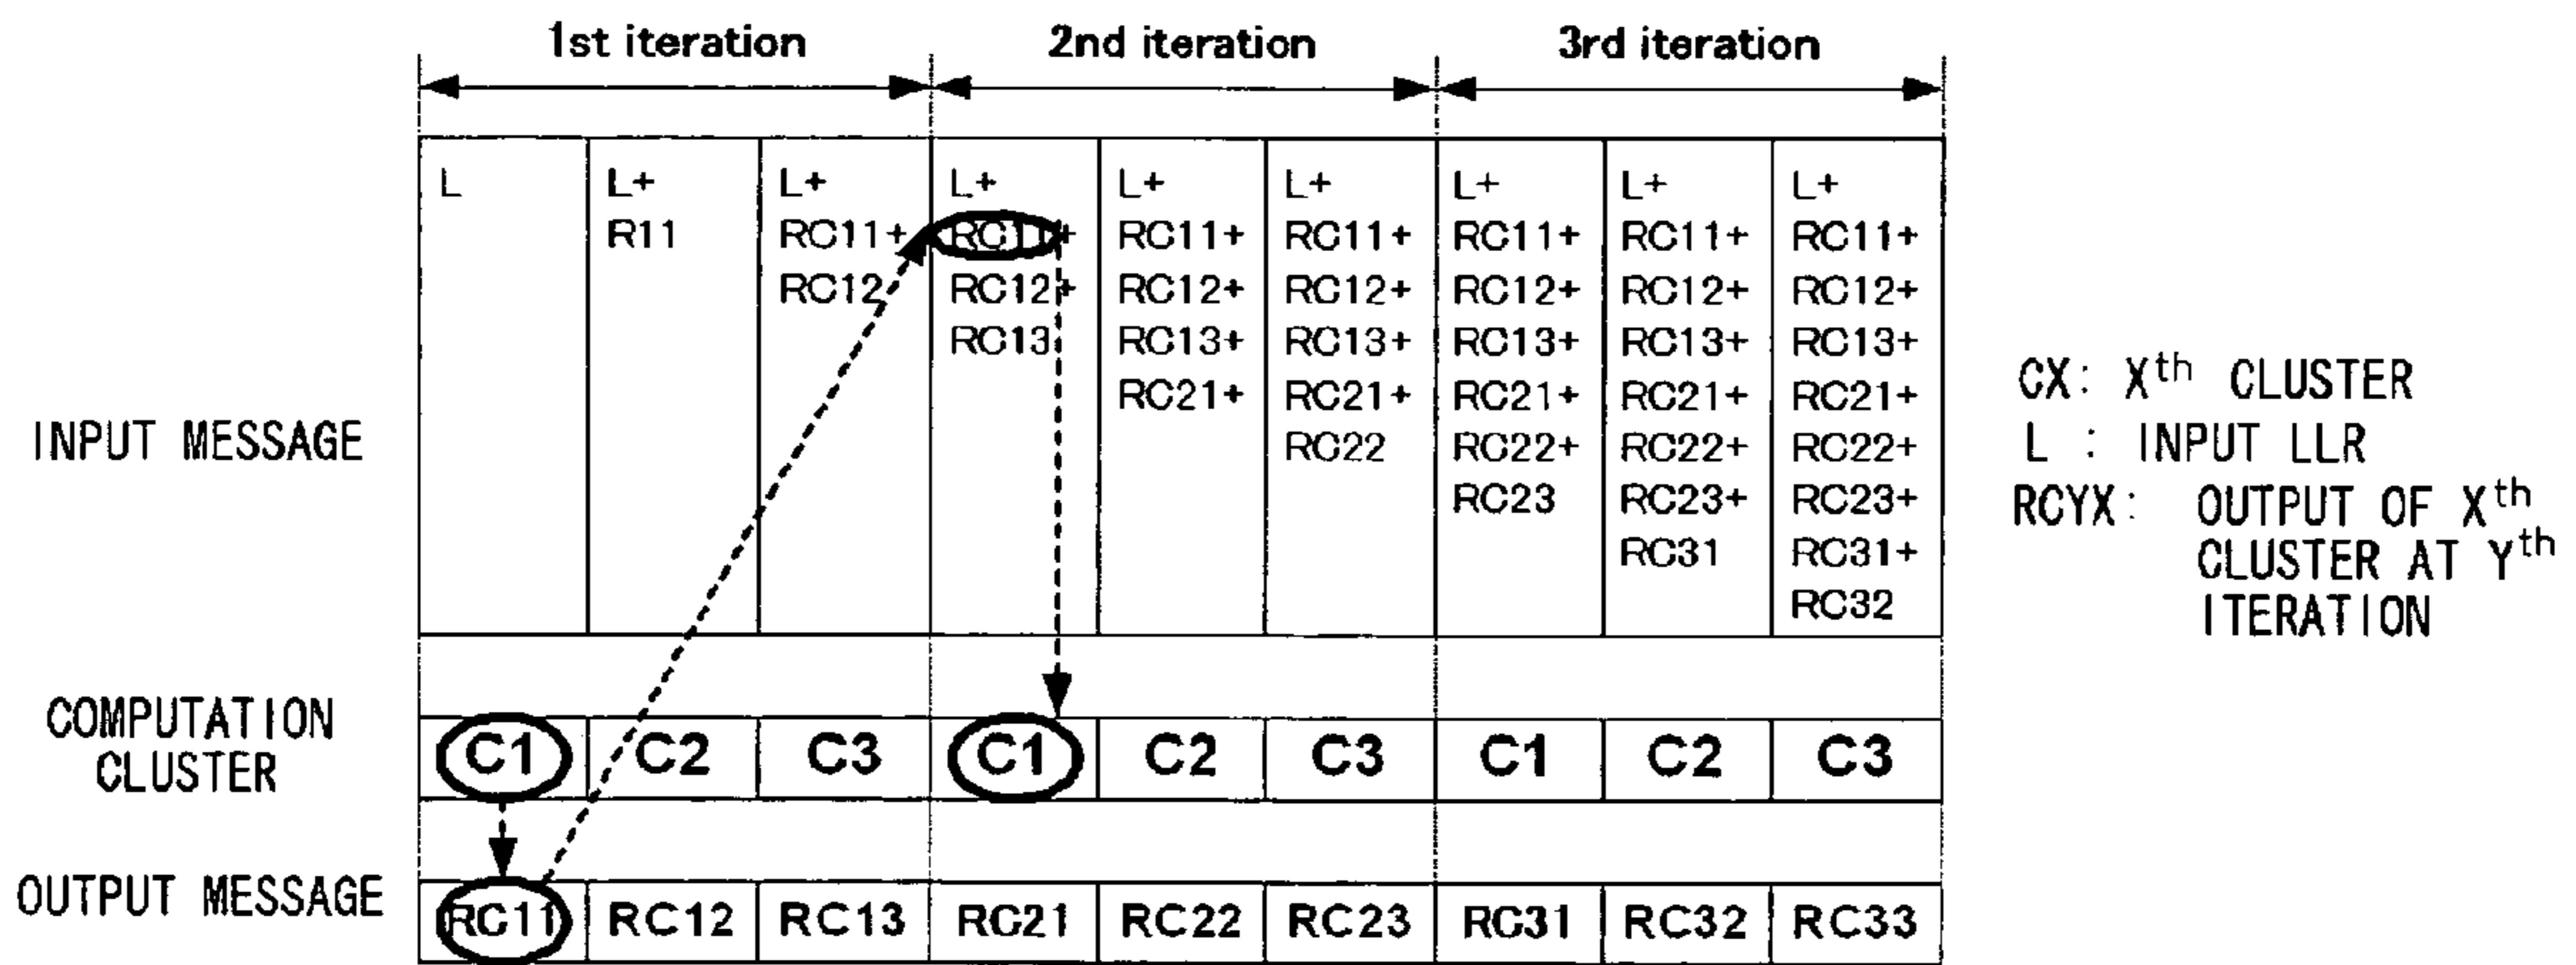 1st iteration 2nd iteration 3rd iteration
L L+ L+ L+ L+ L+ L+ L+ L+
R11 RC11+ RC11+ RC11+ RC11+ RC11+ RC11+ RC11+
RC12 RC12+ RC12+ RC12+ RC12+ RC12+ RC12+
RC13 RC13+ RC13+ RC13+ RC13+ RC13+
RC21+ RC21+ RC21+ RC21+ RC21+
INPUT MESSAGE RC22 RC22+ RC22+ RC22+
RC23 RC23+ RC23+
RC31 RC31+
RC32
CX: Xth CLUSTER
L : INPUT LLR
RCYX: OUTPUT OF Xth
CLUSTER AT Yth
ITERATION
COMPUTATION
CLUSTER
C1 C2 C3 C1 C2 C3 C1 C2 C3
OUTPUT MESSAGE RC11 RC12 RC13 RC21 RC22 RC23 RC31 RC32 RC33